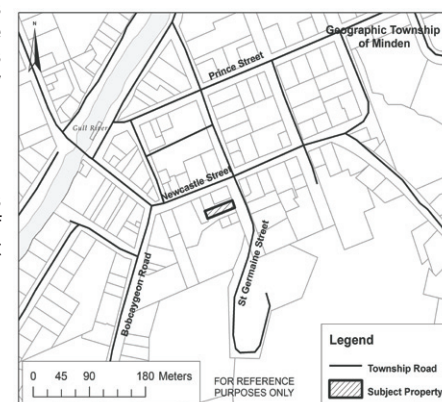 Geographic Township
of Minden
N
Prince Street
Gull River
Newcastle Street
St Germaine Street
Bobcaygeon Road
Legend
Township Road
Subject Property
0 45 90 180 Meters
FOR REFERENCE
PURPOSES ONLY